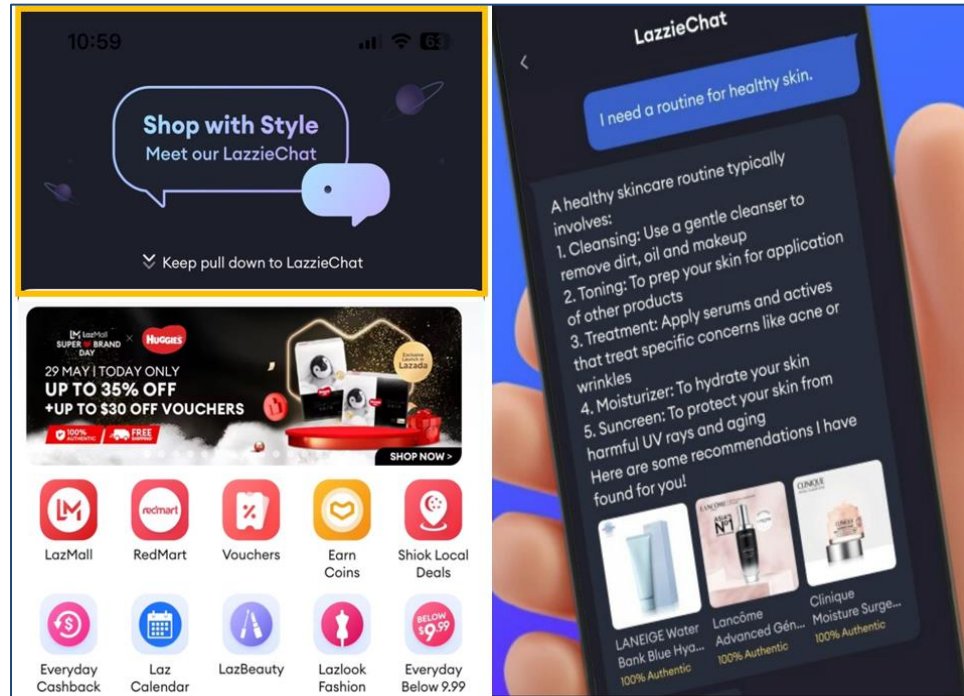 10:59
63
Shop with Style
Meet our LazzieChat
Keep pull down to LazzieChat
LM LazMall
SUPER BRAND
DAY
×
HUGGIES
Exclusive
Launch in
Lazada
29 MAY | TODAY ONLY
UP TO 35% OFF
+UP TO $30 OFF VOUCHERS
100%
AUTHENTIC
FREE
SHIPPING
SHOP NOW >
LM
LazMall
redmart
RedMart
Vouchers
Earn
Coins
Shiok Local
Deals
Everyday
Cashback
Laz
Calendar
LazBeauty
Lazlook
Fashion
BELOW
$9.99
Everyday
Below 9.99
LazzieChat
I need a routine for healthy skin.
A healthy skincare routine typically
involves:
1. Cleansing: Use a gentle cleanser to
remove dirt, oil and makeup
2. Toning: To prep your skin for application
of other products
3. Treatment: Apply serums and actives
that treat specific concerns like acne or
wrinkles
4. Moisturizer: To hydrate your skin
5. Suncreen: To protect your skin from
harmful UV rays and aging
Here are some recommendations I have
found for you!
LANCÔME
ASIA'S
Nº1
CLINIQUE
LANEIGE Water
Bank Blue Hya...
100% Authentic
Lancôme
Advanced Gén...
100% Authentic
Clinique
Moisture Surge...
100% Authentic